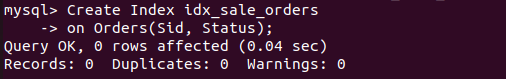 mysql> Create Index idx_sale_orders
    -> on Orders(Sid, Status);
Query OK, 0 rows affected (0.04 sec)
Records: 0  Duplicates: 0  Warnings: 0